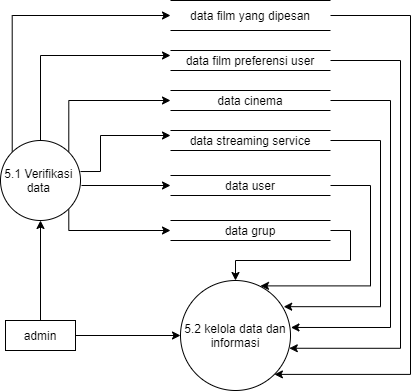 data film yang dipesan
data film preferensi user
data cinema
data streaming service
5.1 Verifikasi
data
data user
data grup
5.2 kelola data dan
informasi
admin